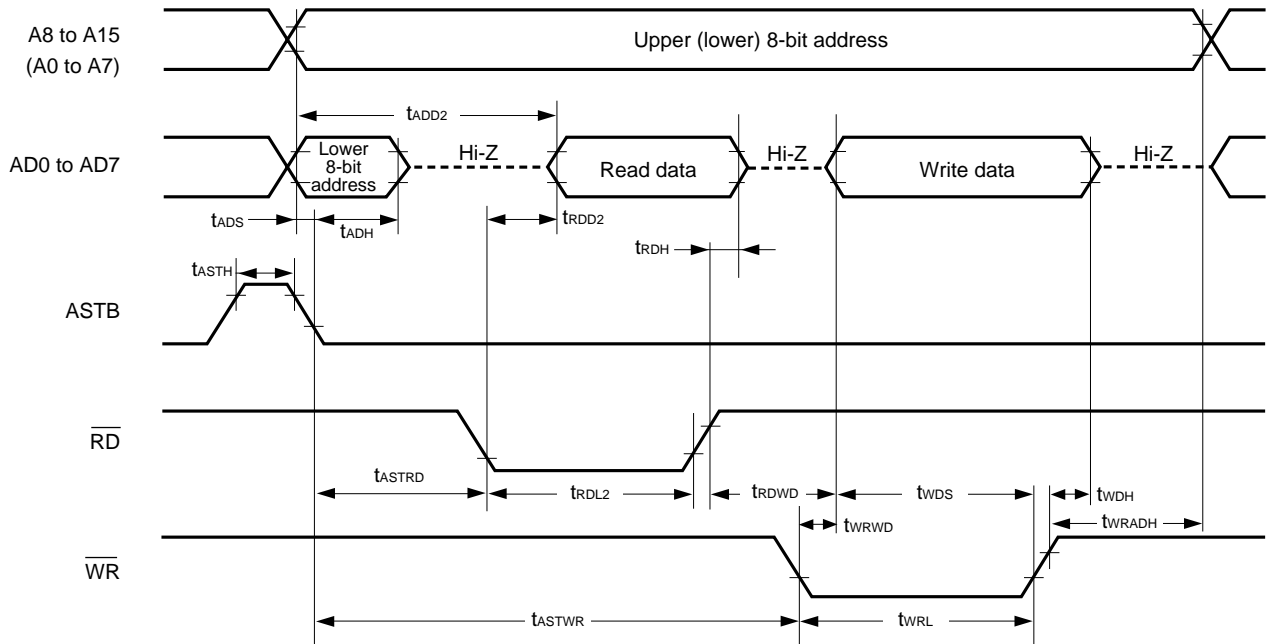 A8 to A15
(A0 to A7)
Upper (lower) 8-bit address
tADD2
AD0 to AD7
Lower
8-bit
address
Hi-Z
Read data
Hi-Z
Write data
Hi-Z
tADS
tADH
tRDD2
tRDH
tASTH
ASTB
RD
tASTRD
tRDL2
tRDWD
tWDS
tWDH
tWRWD
tWRADH
WR
tASTWR
tWRL